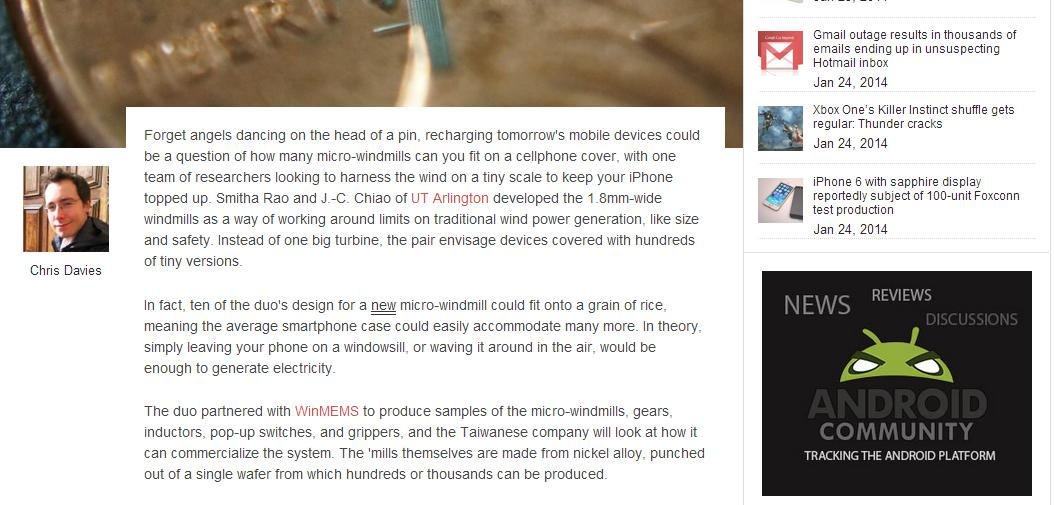 Forget angels dancing on the head of a pin, recharging tomorrow's mobile devices could
be a question of how many micro-windmills can you fit on a cellphone cover, with one
team of researchers looking to harness the wind on a tiny scale to keep your iPhone
topped up. Smitha Rao and J.-C. Chiao of UT Arlington developed the 1.8mm-wide
windmills as a way of working around limits on traditional wind power generation, like size
and safety. Instead of one big turbine, the pair envisage devices covered with hundreds
of tiny versions.
Chris Davies
In fact, ten of the duo's design for a new micro-windmill could fit onto a grain of rice,
meaning the average smartphone case could easily accommodate many more. In theory,
simply leaving your phone on a windowsill, or waving it around in the air, would be
enough to generate electricity.
The duo partnered with WinMEMS to produce samples of the micro-windmills, gears,
inductors, pop-up switches, and grippers, and the Taiwanese company will look at how it
can commercialize the system. The 'mills themselves are made from nickel alloy, punched
out of a single wafer from which hundreds or thousands can be produced.
Gmail outage results in thousands of
emails ending up in unsuspecting
Hotmail inbox
Jan 24, 2014
Xbox One's Killer Instinct shuffle gets
regular: Thunder cracks
Jan 24, 2014
iPhone 6 with sapphire display
reportedly subject of 100-unit Foxconn
test production
Jan 24, 2014
NEWS
REVIEWS
DISCUSSIONS
ANDROID
COMMUNITY
TRACKING THE ANDROID PLATFORM